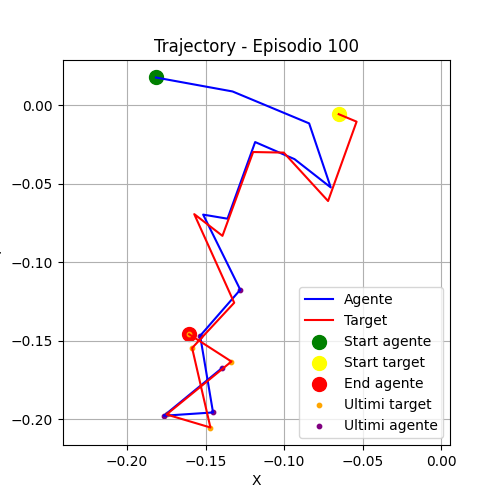 Trajectory - Episodio 100
0.00
−0.05
−0.10
−0.15
−0.20
−0.20
−0.15
−0.10
−0.05
0.00
X
Agente
Target
Start agente
Start target
End agente
Ultimi target
Ultimi agente